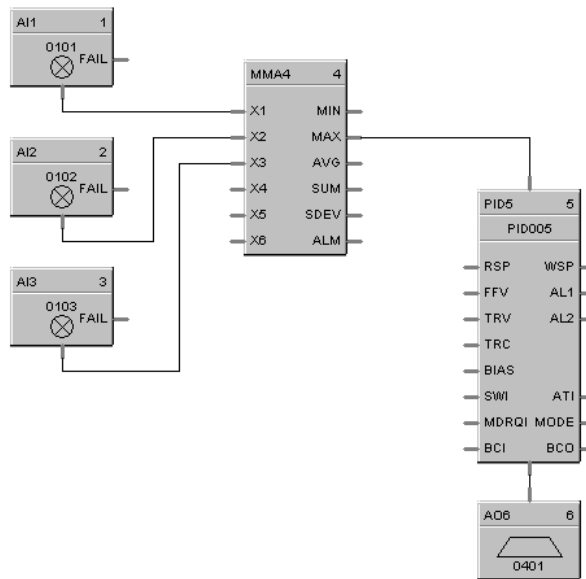 AI1 1
0101
FAIL
AI2 2
0102
FAIL
AI3 3
0103
FAIL
MMA4 4
X1 MIN
X2 MAX
X3 AVG
X4 SUM
X5 SDEV
X6 ALM
PID5 5
PID005
RSP WSP
FFV AL1
TRV AL2
TRC
BIAS
SWI ATI
MDRQI MODE
BCI BCO
AO6 6
0401